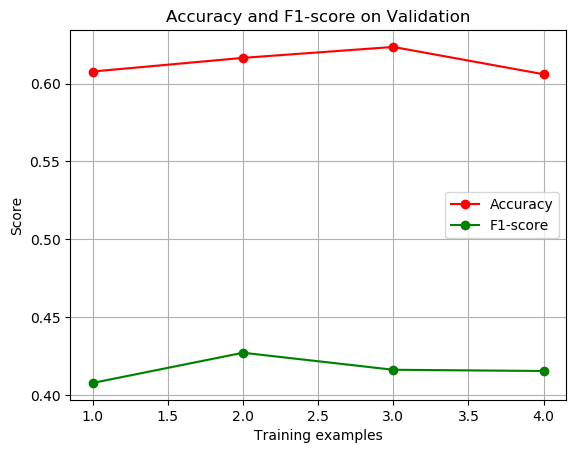 Accuracy and F1-score on Validation
Score
0.60
0.55
0.50
0.45
0.40
Accuracy
F1-score
1.0 1.5 2.0 2.5 3.0 3.5 4.0
Training examples